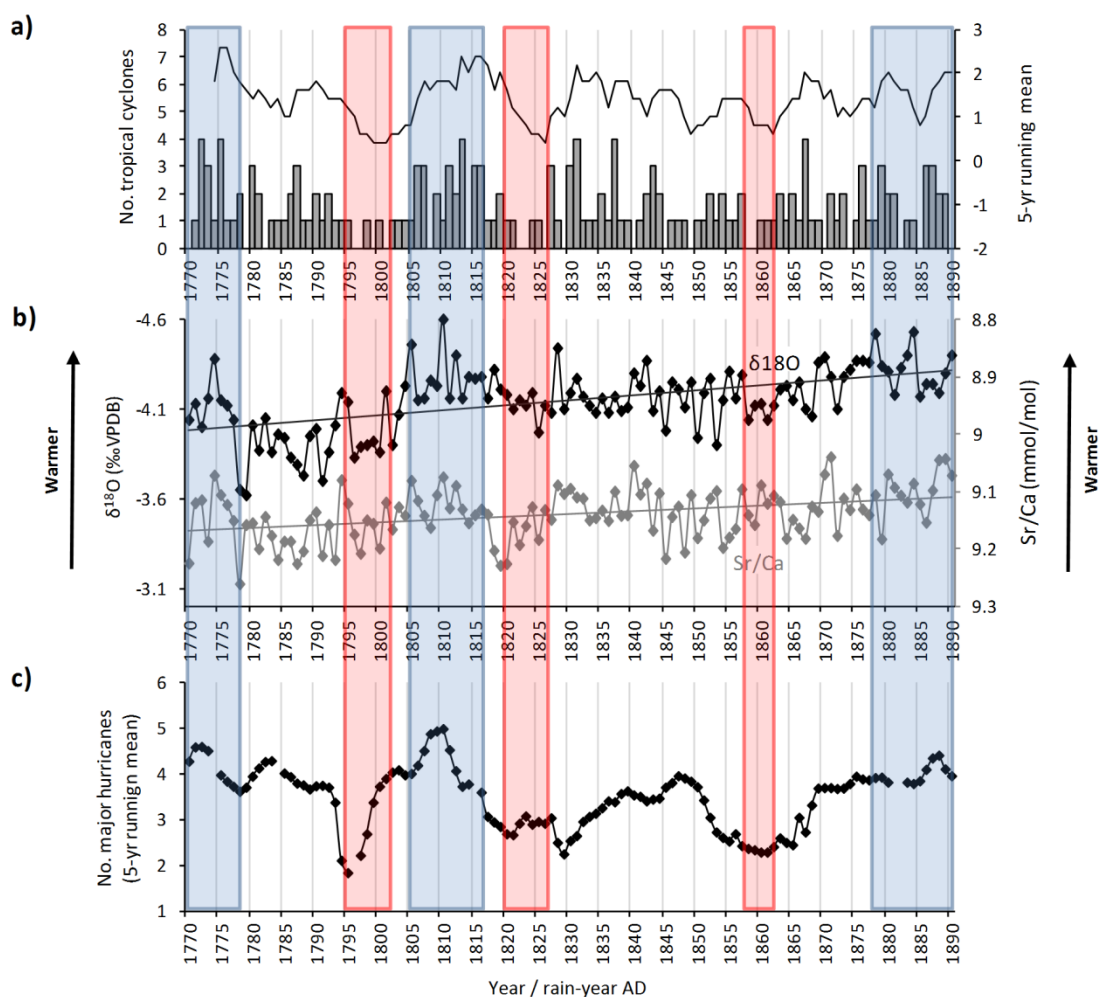 a)
No. tropical cyclones
8
7
6
5
4
3
2
1
0
3
2
1
0
-1
-2
5-yr running mean
1770 1775 1780 1785 1790 1795 1800 1805 1810 1815 1820 1825 1830 1835 1840 1845 1850 1855 1860 1865 1870 1875 1880 1885 1890
b)
Warmer
δ¹⁸O (‰VPDB)
-4.6
-4.1
-3.6
-3.1
δ18O
Sr/Ca
8.8
8.9
9
9.1
9.2
9.3
Sr/Ca (mmol/mol)
Warmer
1770 1775 1780 1785 1790 1795 1800 1805 1810 1815 1820 1825 1830 1835 1840 1845 1850 1855 1860 1865 1870 1875 1880 1885 1890
c)
No. major hurricanes
(5-yr runnign mean)
6
5
4
3
2
1
1770 1775 1780 1785 1790 1795 1800 1805 1810 1815 1820 1825 1830 1835 1840 1845 1850 1855 1860 1865 1870 1875 1880 1885 1890
Year / rain-year AD